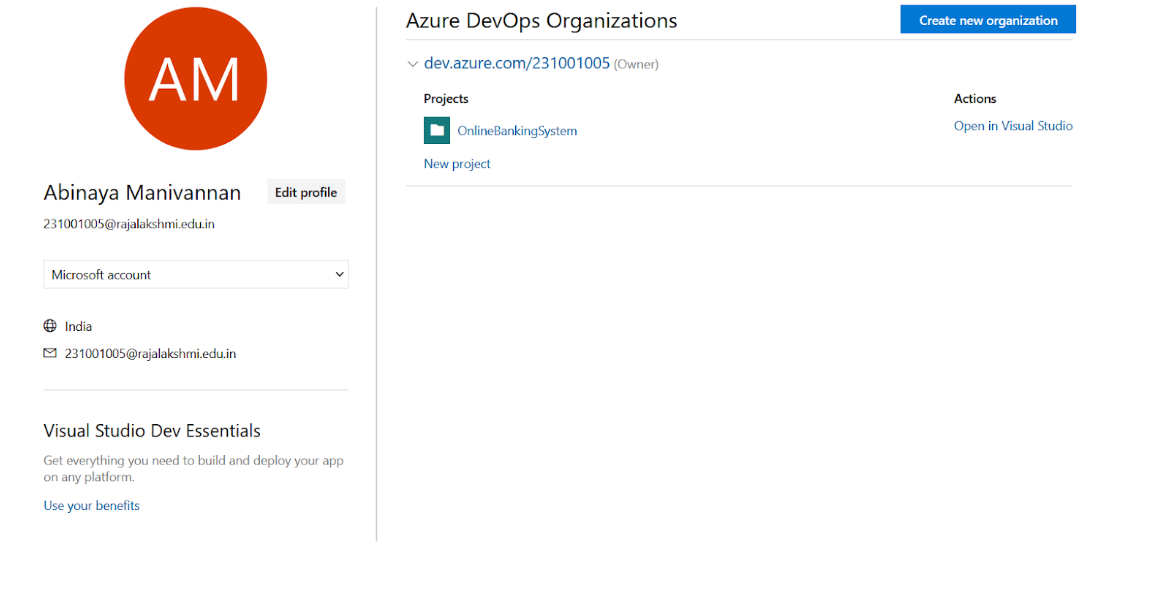 AM
Abinaya Manivannan
Edit profile
231001005@rajalakshmi.edu.in
Microsoft account
India
231001005@rajalakshmi.edu.in
Visual Studio Dev Essentials
Get everything you need to build and deploy your app
on any platform.
Use your benefits
Azure DevOps Organizations
Create new organization
dev.azure.com/231001005 (Owner)
Projects
Actions
OnlineBankingSystem
Open in Visual Studio
New project